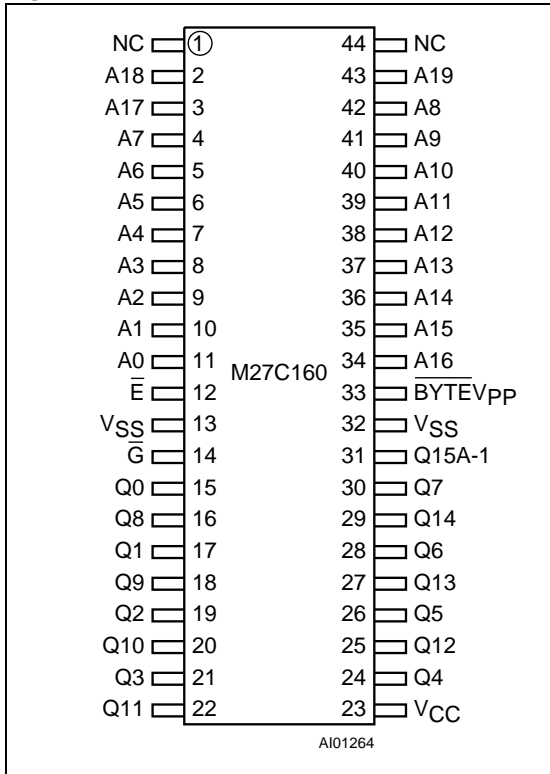 NC 1 44 NC
A18 2 43 A19
A17 3 42 A8
A7 4 41 A9
A6 5 40 A10
A5 6 39 A11
A4 7 38 A12
A3 8 37 A13
A2 9 36 A14
A1 10 35 A15
A0 11 34 A16
M27C160
E̅ 12 33 B̅Y̅T̅E̅VPP
VSS 13 32 VSS
G̅ 14 31 Q15A-1
Q0 15 30 Q7
Q8 16 29 Q14
Q1 17 28 Q6
Q9 18 27 Q13
Q2 19 26 Q5
Q10 20 25 Q12
Q3 21 24 Q4
Q11 22 23 VCC
AI01264